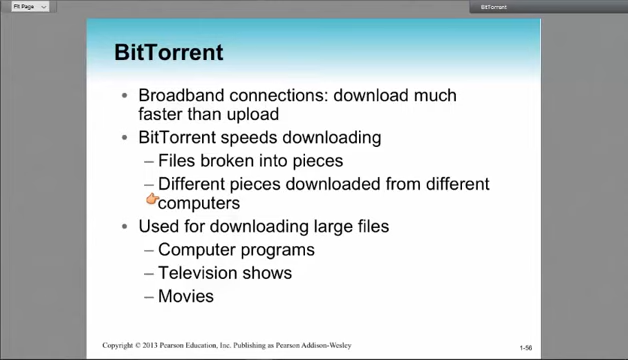 Fit Page
BitTorrent
BitTorrent
• Broadband connections: download much
faster than upload
• BitTorrent speeds downloading
– Files broken into pieces
– Different pieces downloaded from different
computers
• Used for downloading large files
– Computer programs
– Television shows
– Movies
Copyright © 2013 Pearson Education, Inc. Publishing as Pearson Addison-Wesley
1-56